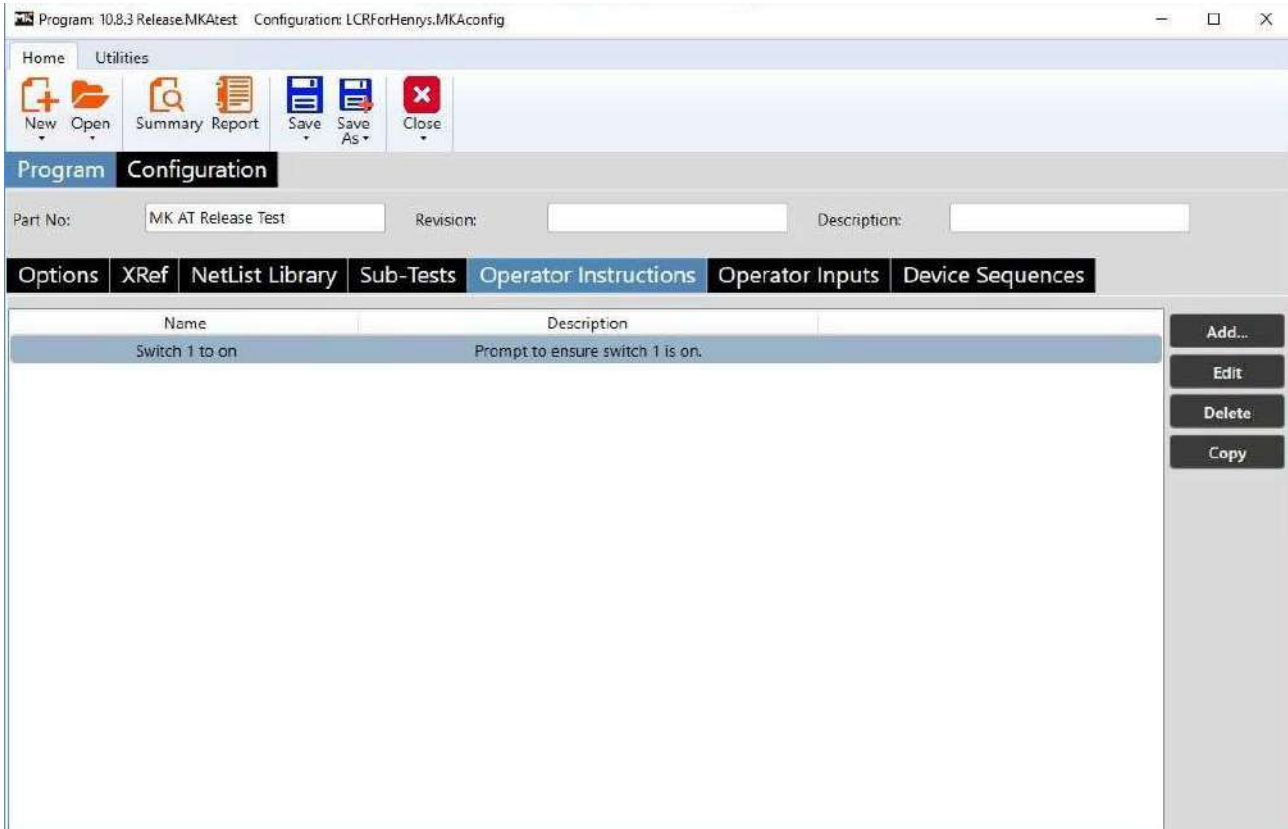 MK Program: 10.8.3 Release.MKAtest Configuration: LCRForHenrys.MKAconfig
Home Utilities
New Open Summary Report Save Save As Close
Program Configuration
Part No: MK AT Release Test Revision: Description:
Options XRef NetList Library Sub-Tests Operator Instructions Operator Inputs Device Sequences
Name Description
Switch 1 to on Prompt to ensure switch 1 is on.
Add...
Edit
Delete
Copy